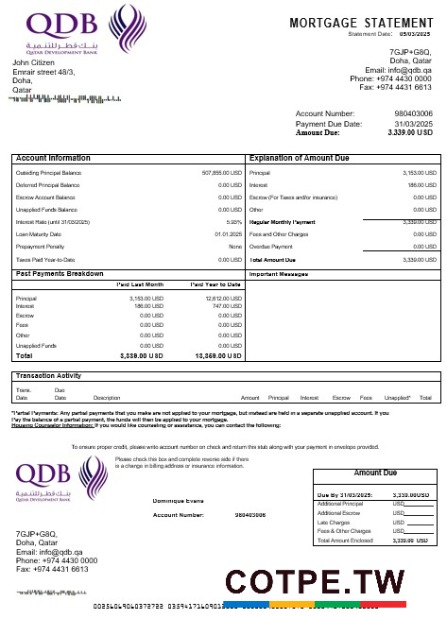 QDB
بنك قطر للتنمية
QATAR DEVELOPMENT BANK
MORTGAGE STATEMENT
Statement Date: 05/03/2025
John Citizen
Emrair street 48/3,
Doha,
Qatar
7GJP+G8Q,
Doha, Qatar
Email: info@qdb.qa
Phone: +974 4430 0000
Fax: +974 4431 6613
Account Number: 980403006
Payment Due Date: 31/03/2025
Amount Due: 3,339.00 USD
Account Information
Outstanding Principal Balance 507,855.00 USD
Deferred Principal Balance 0.00 USD
Escrow Account Balance 0.00 USD
Unapplied Funds Balance 0.00 USD
Interest Rate (until 31/03/2025)
Loan Maturity Date 01.01.2025
Prepayment Penalty None
Taxes Paid Year-to-Date 0.00 USD
Explanation of Amount Due
Principal 3,153.00 USD
Interest 186.00 USD
Escrow (For Taxes and/or Insurance) 0.00 USD
Other 0.00 USD
Regular Monthly Payment 3,339.00 USD
Fees and Other Charges 0.00 USD
Overdue Payment 0.00 USD
Total Amount Due 3,339.00 USD
Past Payments Breakdown
Paid Last Month Paid Year to Date
Principal 3,153.00 USD 12,612.00 USD
Interest 186.00 USD 747.00 USD
Escrow 0.00 USD 0.00 USD
Fees 0.00 USD 0.00 USD
Other 0.00 USD 0.00 USD
Unapplied Funds 0.00 USD 0.00 USD
Total 3,339.00 USD
Important Messages
Transaction Activity
Trans. Date Due Date Description Amount Principal Interest Escrow Fees Unapplied* Total
*Partial Payments: Any partial payments that you make are not applied to your mortgage, but instead are held in a separate unapplied account. If you
Pay the balance of a partial payment, the funds will then be applied to your mortgage.
Housing Counselor Information: If you would like counseling or assistance, you can contact the following:
To ensure proper credit, please write account number on check and return this stub along with your payment in envelope provided.
QDB
بنك قطر للتنمية
QATAR DEVELOPMENT BANK
Please check this box and complete reverse side if there
is a change in billing address or insurance information.
Dominique Evans
Account Number: 980403006
Amount Due
Due By 31/03/2025: 3,339.00USD
Additional Principal USD
Additional Escrow USD
Late Charges USD
Fees & Other Charges USD
Total Amount Enclosed: 3,339.00 USD
7GJP+G8Q,
Doha, Qatar
Email: info@qdb.qa
Phone: +974 4430 0000
Fax: +974 4431 6613
COTPE.TW